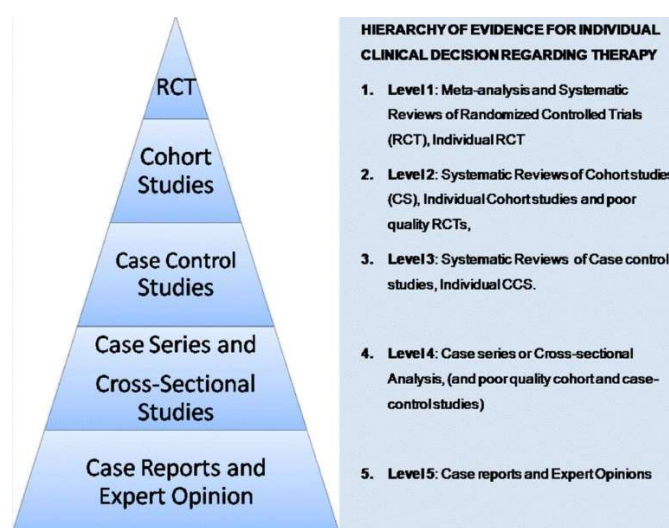 RCT
Cohort
Studies
Case Control
Studies
Case Series and
Cross-Sectional
Studies
Case Reports and
Expert Opinion
HIERARCHY OF EVIDENCE FOR INDIVIDUAL
CLINICAL DECISION REGARDING THERAPY
1. Level 1: Meta-analysis and Systematic
Reviews of Randomized Controlled Trials
(RCT), Individual RCT
2. Level 2: Systematic Reviews of Cohort studies
(CS), Individual Cohort studies and poor
quality RCTs,
3. Level 3: Systematic Reviews of Case control
studies, Individual CCS.
4. Level 4: Case series or Cross-sectional
Analysis, (and poor quality cohort and case-
control studies)
5. Level 5: Case reports and Expert Opinions